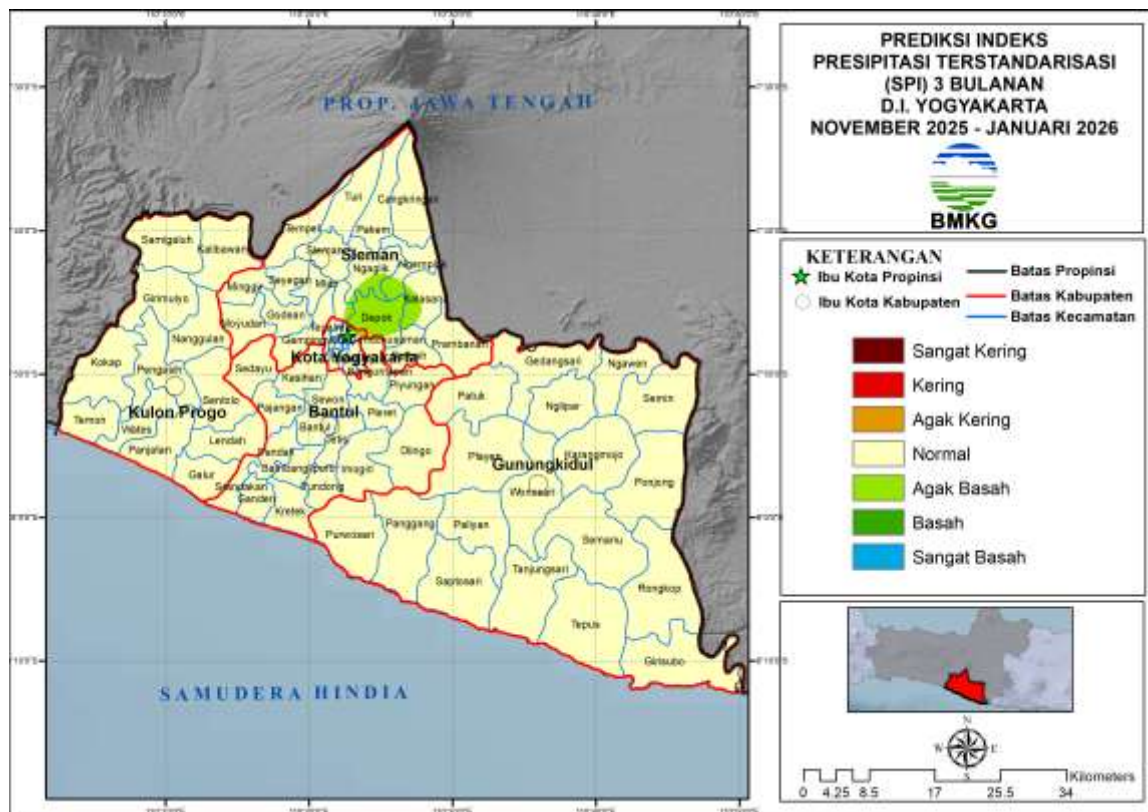 PREDIKSI INDEKS
PRESIPITASI TERSTANDARISASI
(SPI) 3 BULANAN
D.I. YOGYAKARTA
NOVEMBER 2025 - JANUARI 2026
BMKG
KETERANGAN
Ibu Kota Propinsi
Batas Propinsi
Ibu Kota Kabupaten
Batas Kabupaten
Batas Kecamatan
Sangat Kering
Kering
Agak Kering
Normal
Agak Basah
Basah
Sangat Basah
N
W E
S
Kilometers
0 4.25 8.5 17 25.5 34
PROP. JAWA TENGAH
Turi
Cangkringan
Tempel
Pakem
Samigaluh
Kalibawang
Sleman
Ngaglik
Ngemplak
Minggir
Seyegan
Mlati
Kalasan
Girimulyo
Godean
Depok
Moyudan
Nanggulan
Gamping
Prambanan
Kokap
Kota Yogyakarta
Gedangsari
Ngawen
Pengasih
Sedayu
Kasihan
Piyungan
Patuk
Semin
Sentolo
Sewon
Nglipar
Kulon Progo
Pajangan
Bantul
Pleret
Temon
Wates
Bantul
Lendah
Jetis
Dlingo
Playen
Karangmojo
Panjatan
Pandak
Gunungkidul
Galur
Imogiri
Ponjong
Pundong
Wonosari
Kretek
Purwosari
Panggang
Paliyan
Semanu
Saptosari
Tanjungsari
Rongkop
Tepus
Girisubo
SAMUDERA HINDIA